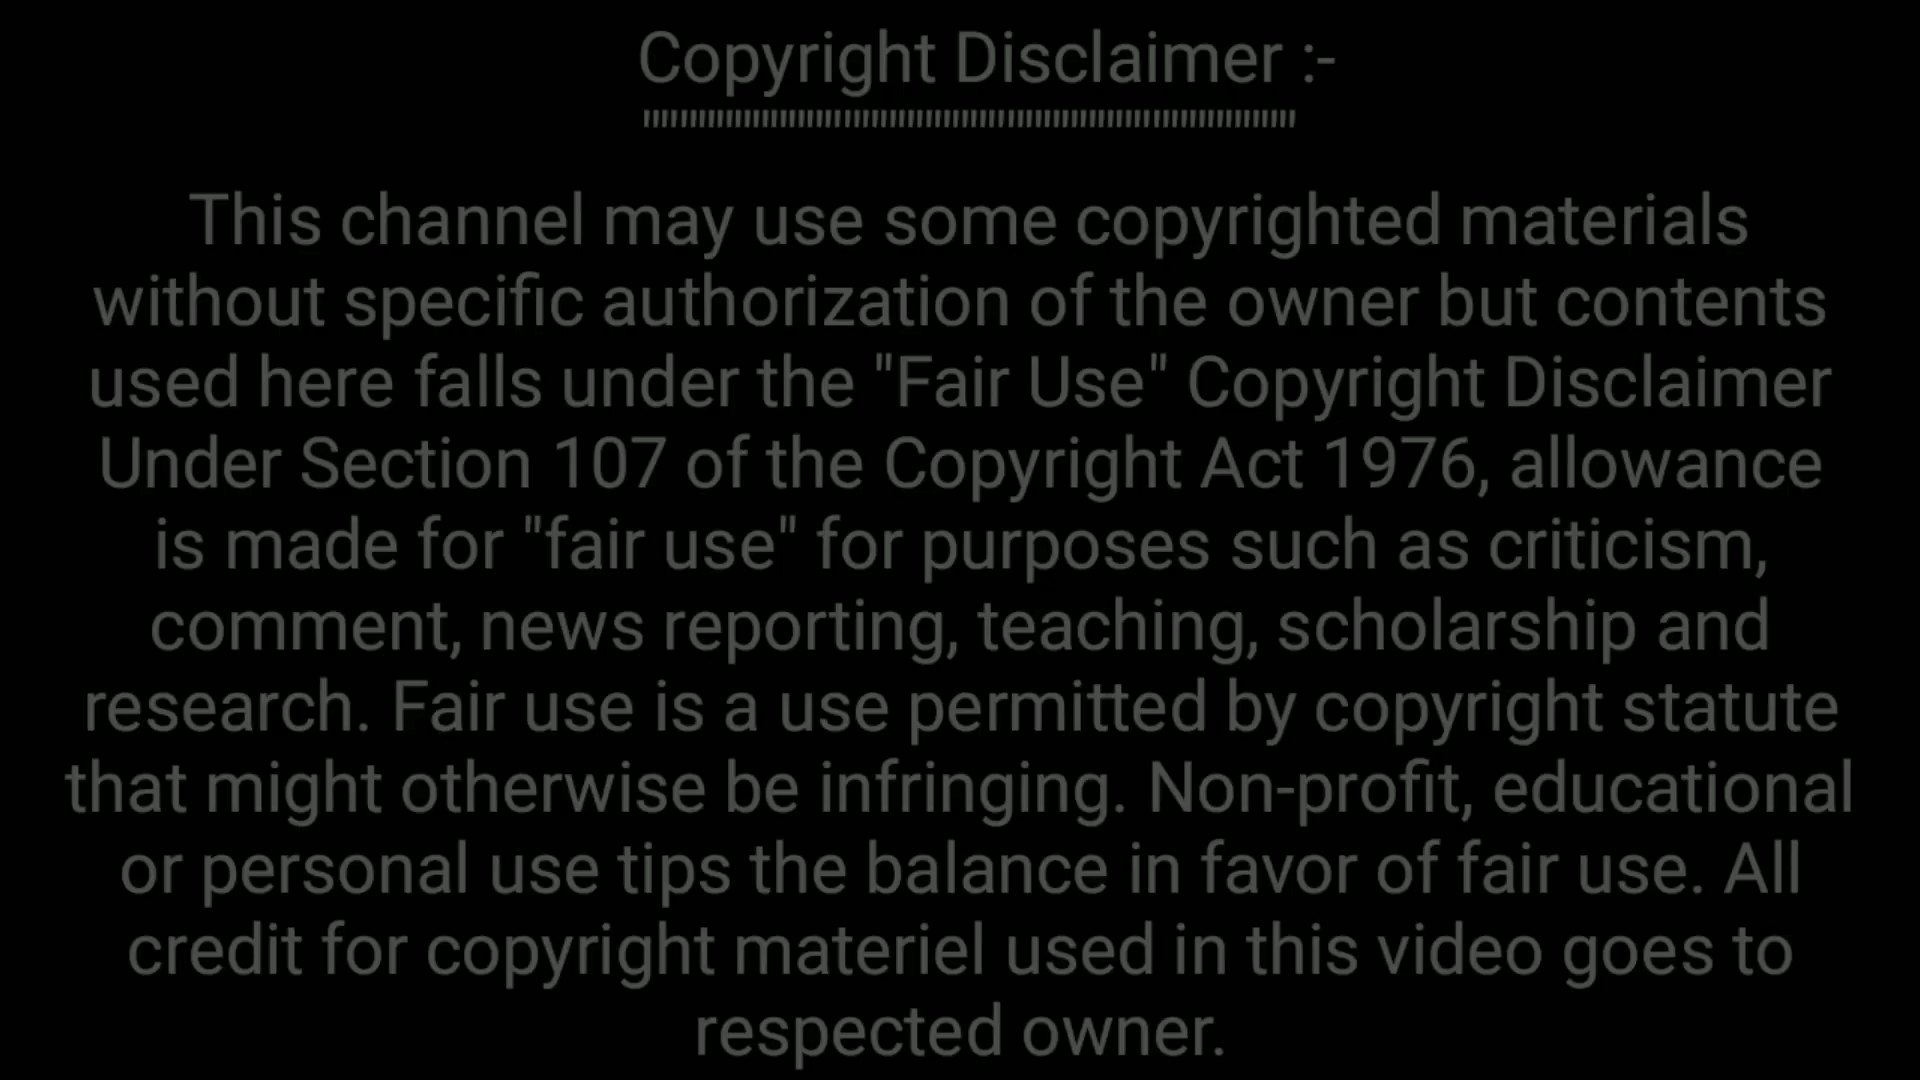 Copyright Disclaimer :-
This channel may use some copyrighted materials
without specific authorization of the owner but contents
used here falls under the "Fair Use" Copyright Disclaimer
Under Section 107 of the Copyright Act 1976, allowance
is made for "fair use" for purposes such as criticism,
comment, news reporting, teaching, scholarship and
research. Fair use is a use permitted by copyright statute
that might otherwise be infringing. Non-profit, educational
or personal use tips the balance in favor of fair use. All
credit for copyright materiel used in this video goes to
respected owner.